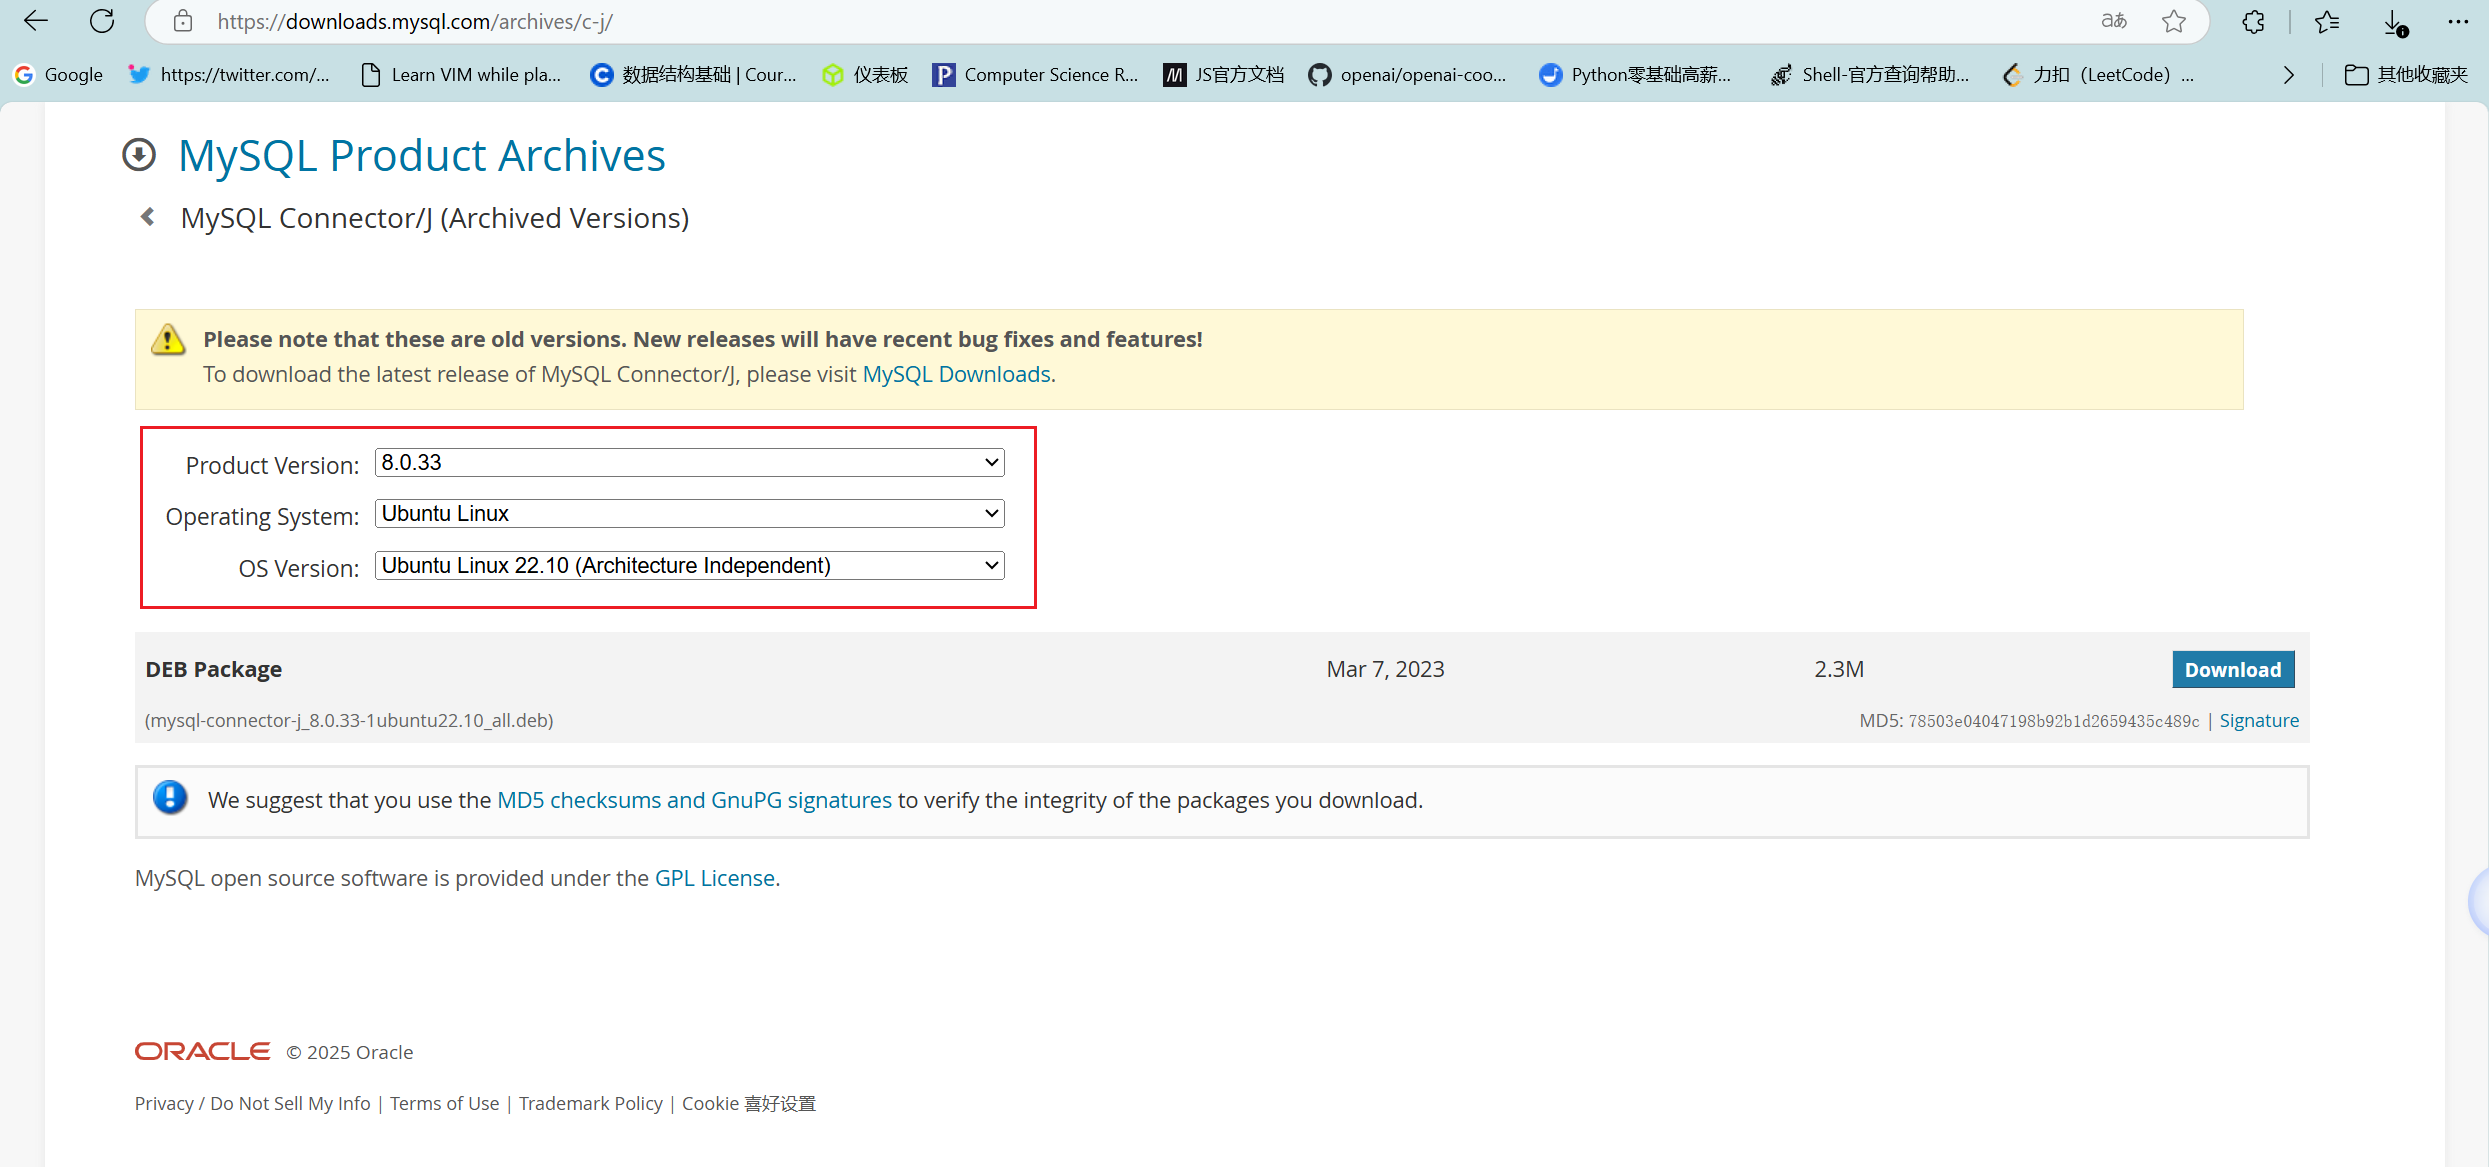 https://downloads.mysql.com/archives/c-j/
aあ
Google
https://twitter.com/...
Learn VIM while pla...
数据结构基础 | Cour...
仪表板
Computer Science R...
JS官方文档
openai/openai-coo...
Python零基础高薪...
Shell-官方查询帮助...
力扣（LeetCode）...
其他收藏夹
MySQL Product Archives
MySQL Connector/J (Archived Versions)
Please note that these are old versions. New releases will have recent bug fixes and features!
To download the latest release of MySQL Connector/J, please visit MySQL Downloads.
Product Version: 8.0.33
Operating System: Ubuntu Linux
OS Version: Ubuntu Linux 22.10 (Architecture Independent)
DEB Package Mar 7, 2023 2.3M Download
(mysql-connector-j_8.0.33-1ubuntu22.10_all.deb) MD5: 78503e04047198b92b1d2659435c489c | Signature
We suggest that you use the MD5 checksums and GnuPG signatures to verify the integrity of the packages you download.
MySQL open source software is provided under the GPL License.
ORACLE © 2025 Oracle
Privacy / Do Not Sell My Info | Terms of Use | Trademark Policy | Cookie 喜好设置